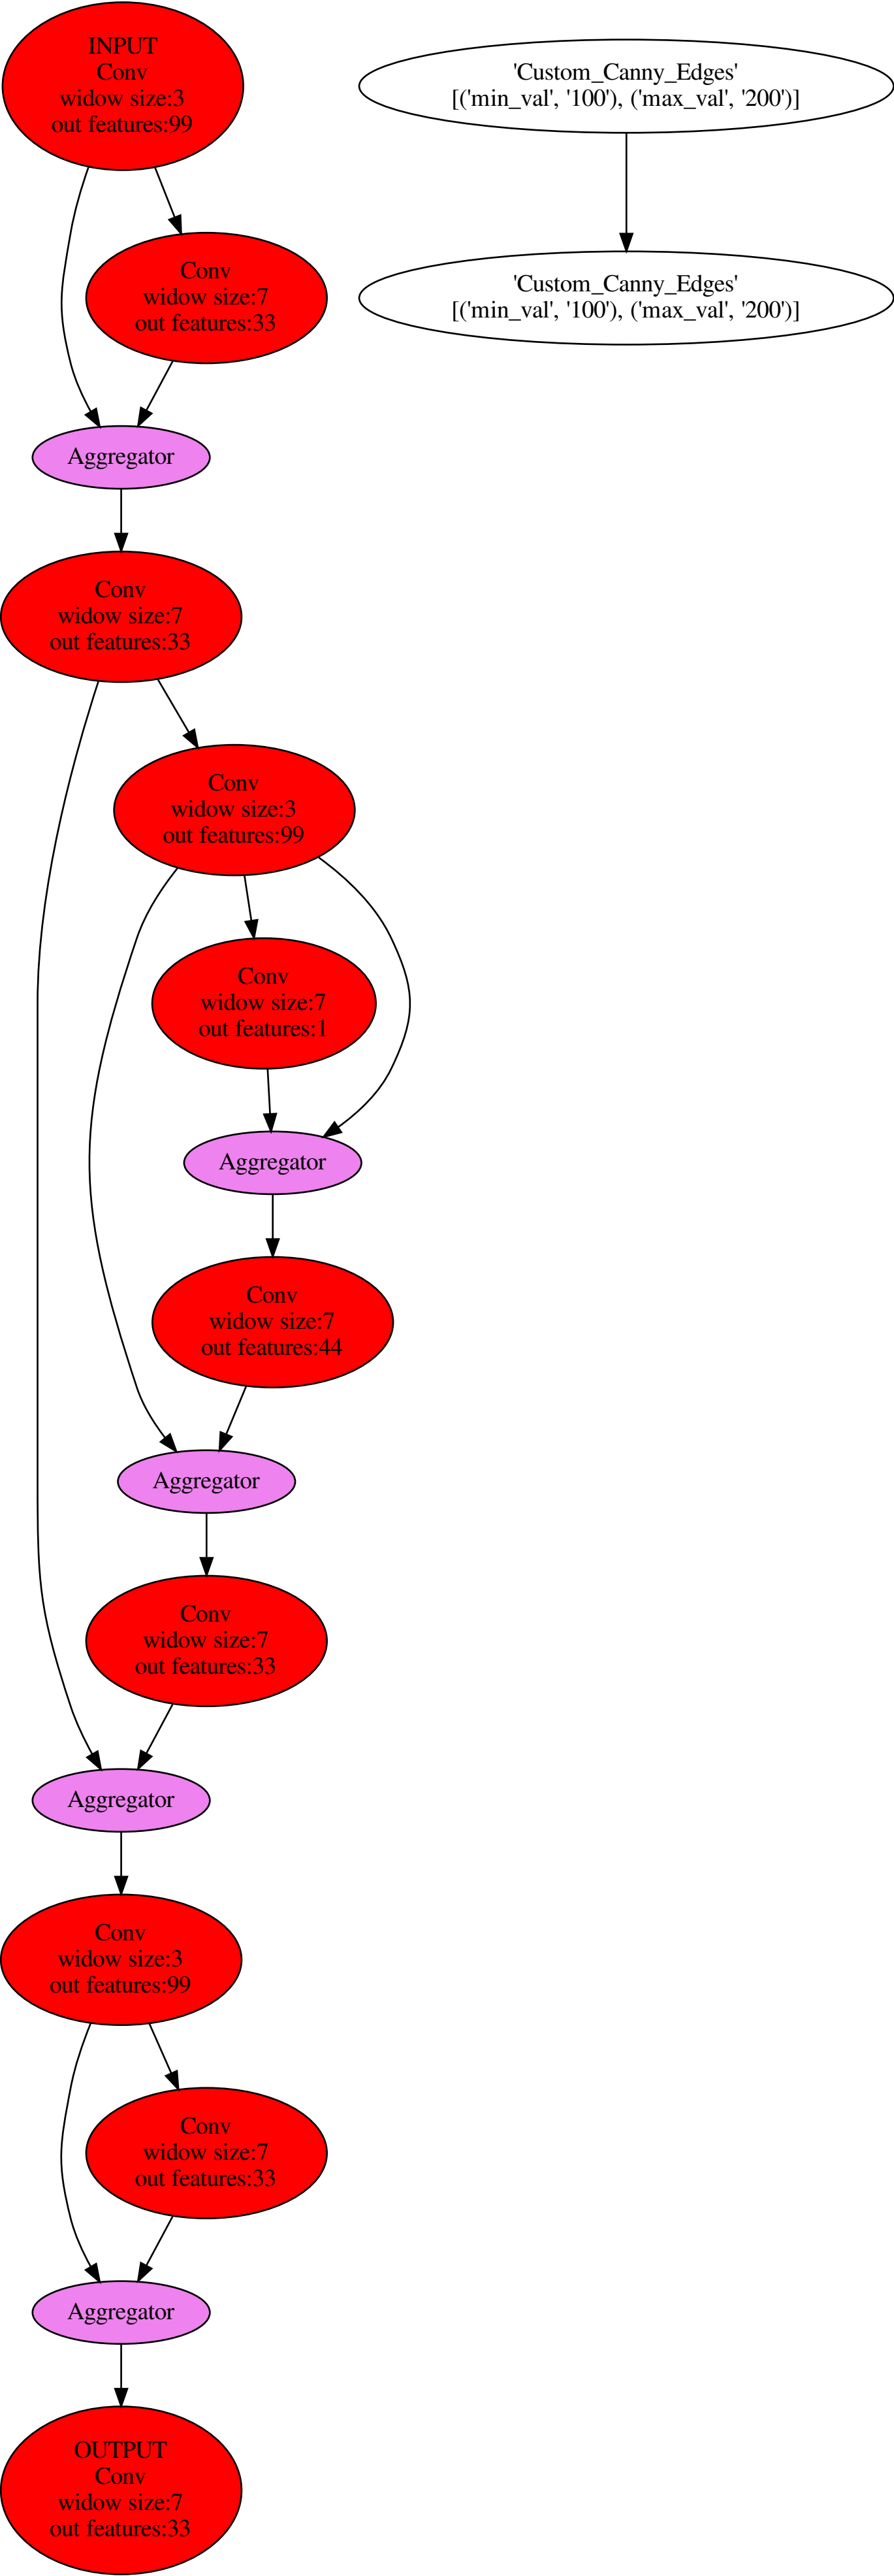 INPUT
Conv
widow size:3
out features:99
'Custom_Canny_Edges'
[('min_val', '100'), ('max_val', '200')]
Conv
widow size:7
out features:33
'Custom_Canny_Edges'
[('min_val', '100'), ('max_val', '200')]
Aggregator
Conv
widow size:7
out features:33
Conv
widow size:3
out features:99
Conv
widow size:7
out features:1
Aggregator
Conv
widow size:7
out features:44
Aggregator
Conv
widow size:7
out features:33
Aggregator
Conv
widow size:3
out features:99
Conv
widow size:7
out features:33
Aggregator
OUTPUT
Conv
widow size:7
out features:33